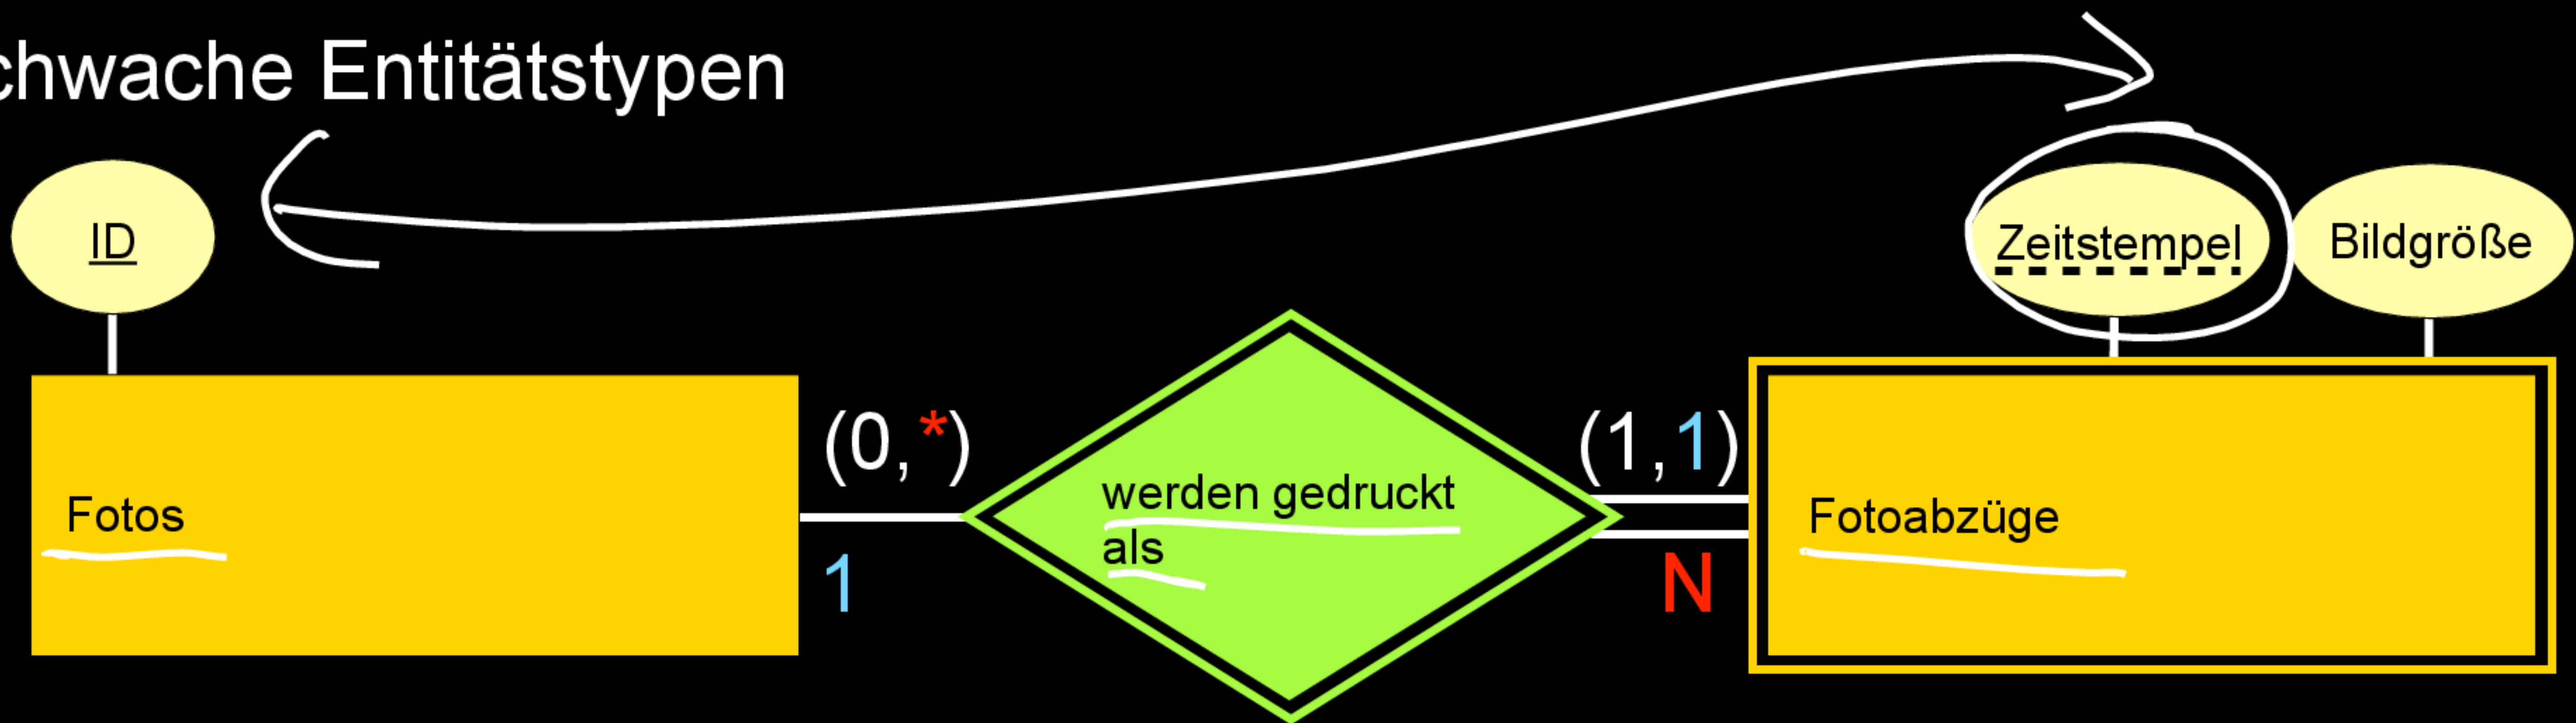 chwache Entitätstypen
ID
Zeitstempel
Bildgröße
(0,*)
(1,1)
werden gedruckt
als
Fotos
Fotoabzüge
1
N